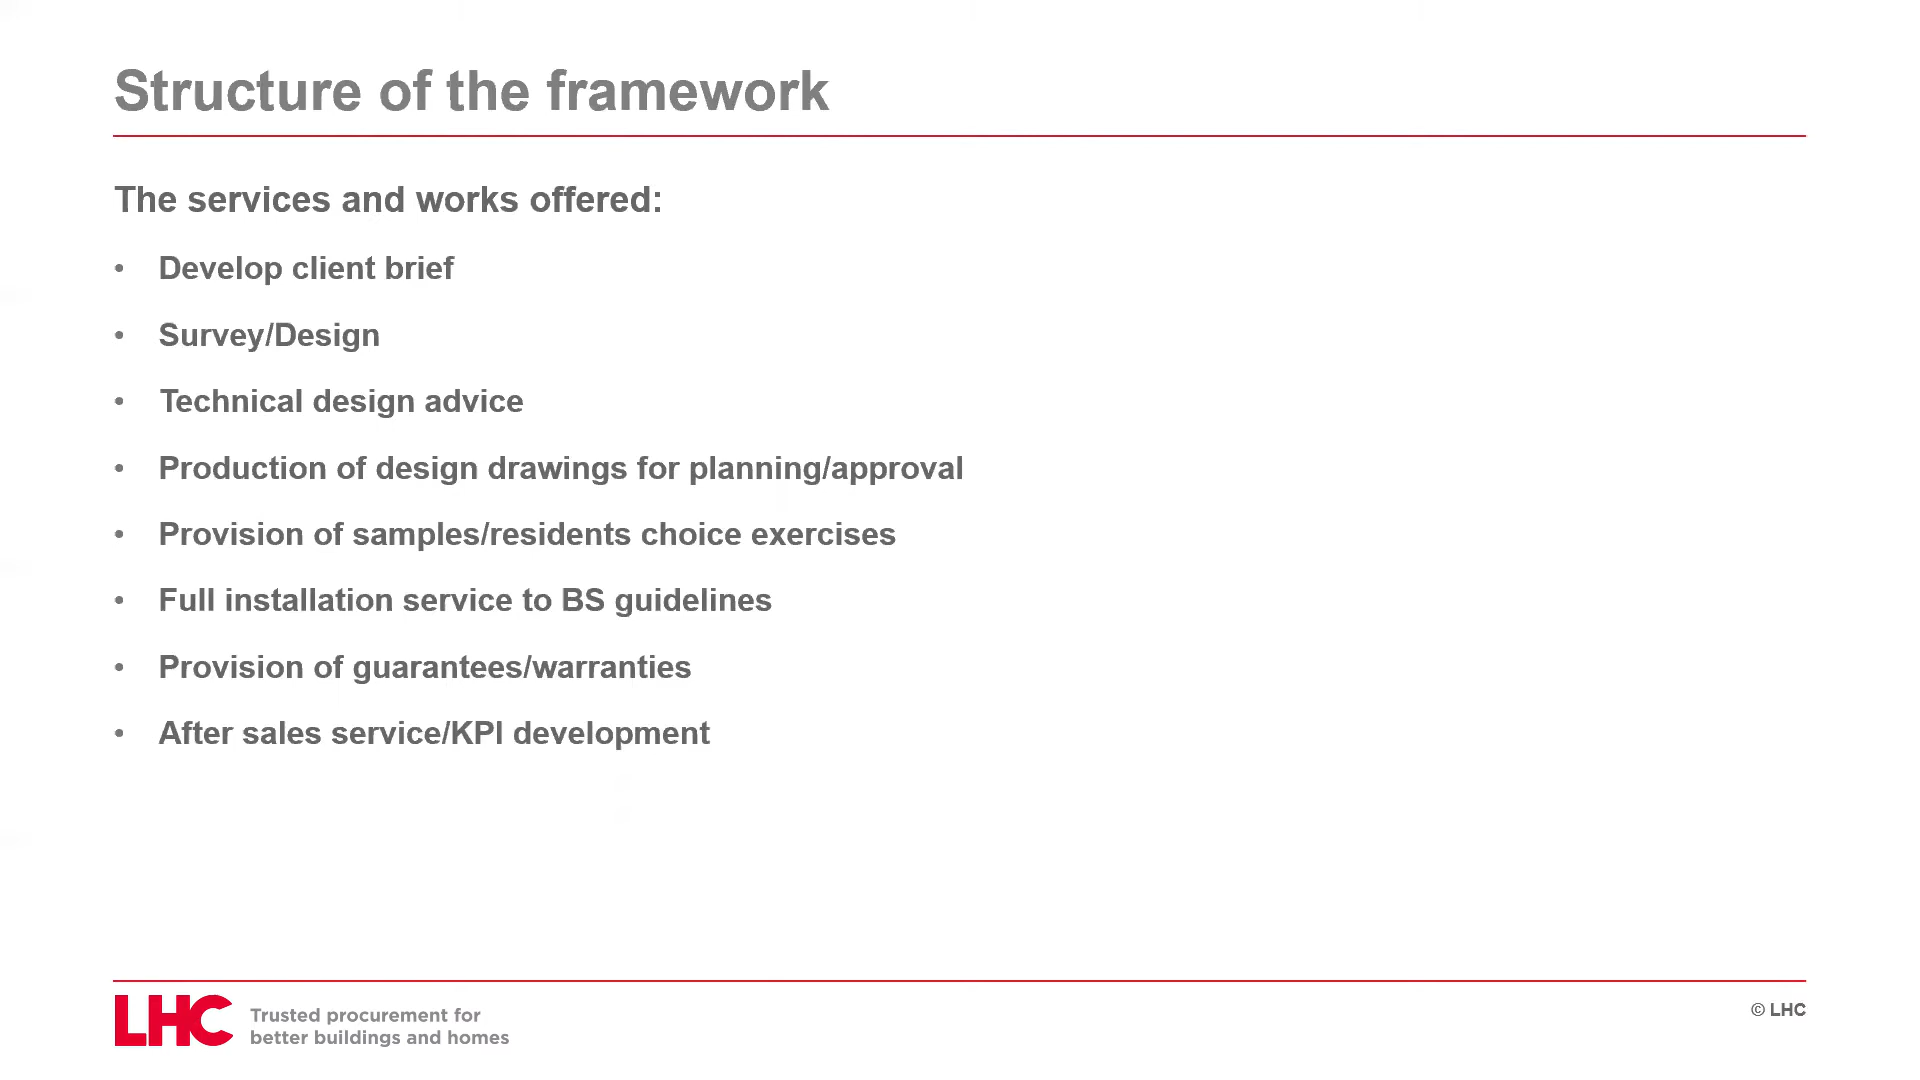 Structure of the framework
The services and works offered:
• Develop client brief
• Survey/Design
• Technical design advice
• Production of design drawings for planning/approval
• Provision of samples/residents choice exercises
• Full installation service to BS guidelines
• Provision of guarantees/warranties
• After sales service/KPI development
LHC
Trusted procurement for
better buildings and homes
© LHC